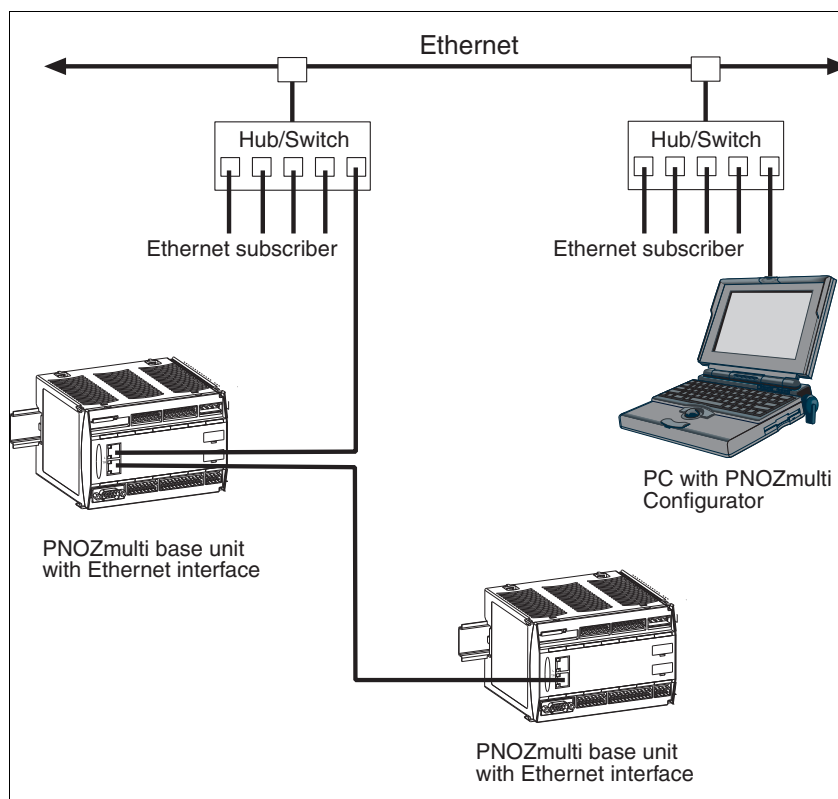 Ethernet
Hub/Switch
Hub/Switch
Ethernet subscriber
Ethernet subscriber
PC with PNOZmulti
Configurator
PNOZmulti base unit
with Ethernet interface
PNOZmulti base unit
with Ethernet interface